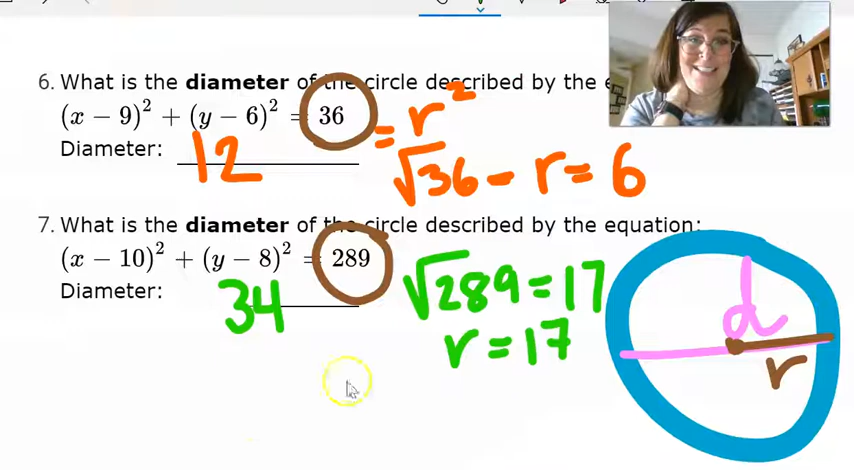 6. What is the diameter of the circle described by the e
(x − 9)² + (y − 6)² = 36 = r²
Diameter: 12
√36 - r = 6
7. What is the diameter of the circle described by the equation:
(x − 10)² + (y − 8)² = 289
√289 = 17
Diameter: 34
r = 17
d
r